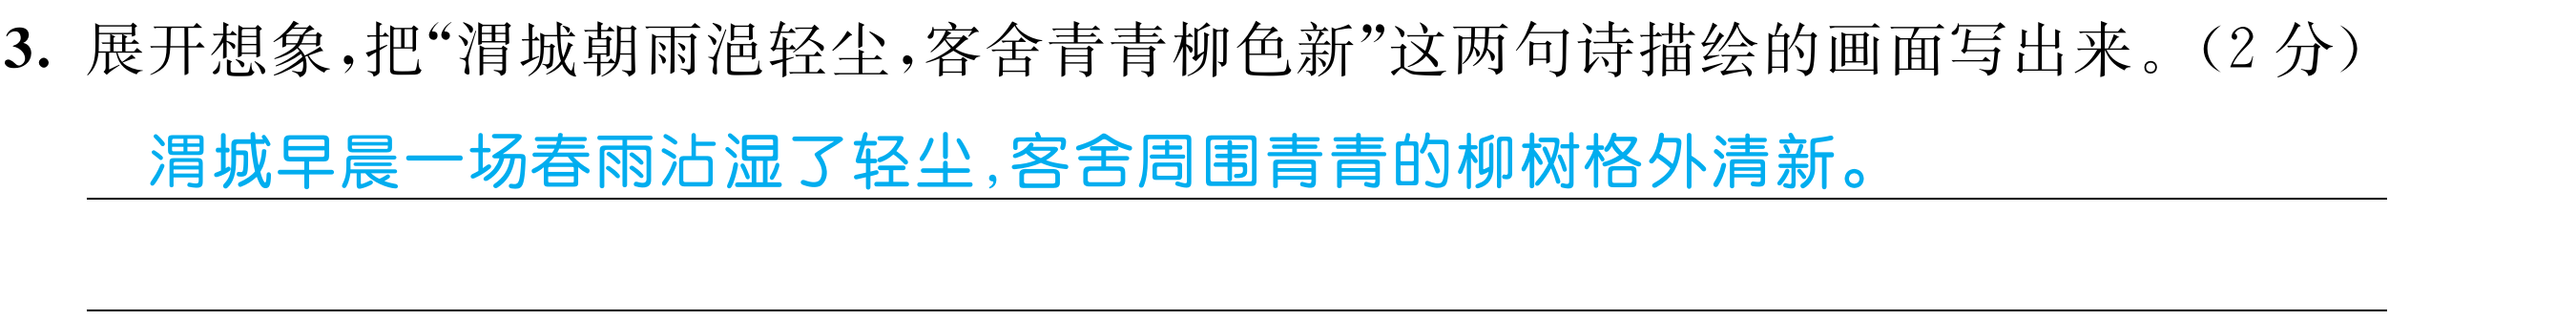 3. 展开想象,把“渭城朝雨浥轻尘,客舍青青柳色新”这两句诗描绘的画面写出来。(2 分)
渭城早晨一场春雨沾湿了轻尘,客舍周围青青的柳树格外清新。